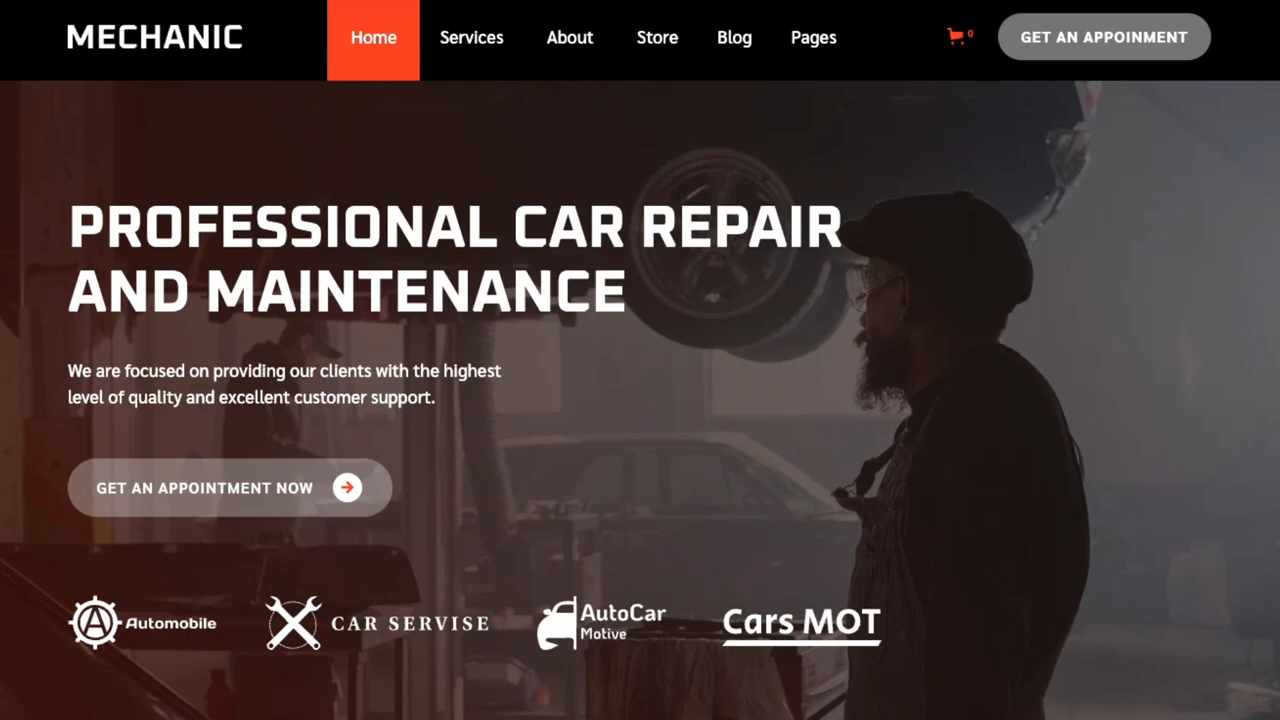 MECHANIC
Home
Services
About
Store
Blog
Pages
0
GET AN APPOINMENT
PROFESSIONAL CAR REPAIR
AND MAINTENANCE
We are focused on providing our clients with the highest
level of quality and excellent customer support.
GET AN APPOINTMENT NOW
A Automobile
CAR SERVISE
AutoCar
Motive
Cars MOT